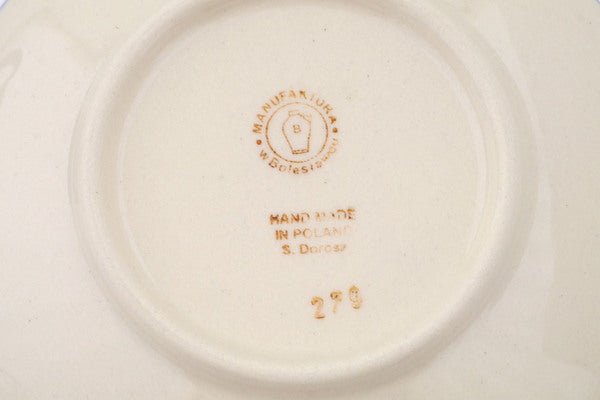 MANUFAKTURA
w Bolesławcu
B
HAND MADE
IN POLAND
S. Dorosz
279